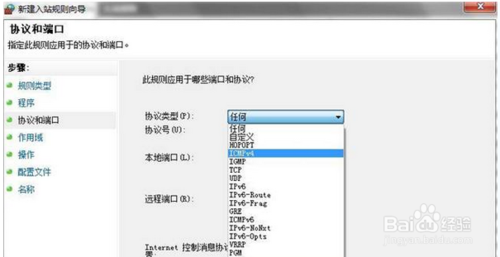 新建入站规则向导
协议和端口
指定此规则应用于的协议和端口。
步骤:
规则类型
程序
协议和端口
作用域
操作
配置文件
名称
此规则应用于哪些端口和协议?
协议类型(P):
任何
协议号(U):
本地端口(L):
远程端口(R):
Internet 控制消息协议
任何
自定义
HOPOPT
ICMPv4
IGMP
TCP
UDP
IPv6
IPv6-Route
IPv6-Frag
GRE
ICMPv6
IPv6-NoNxt
IPv6-Opts
VRRP
PGM
Baidu 经验
jingyan.baidu.com